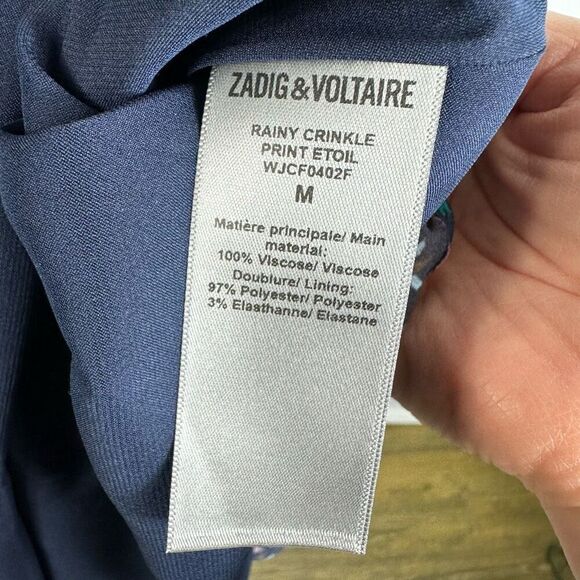 ZADIG & VOLTAIRE
RAINY CRINKLE
PRINT ETOIL
WJCF0402F
M
Matière principale/ Main
material:
100% Viscose/ Viscose
Doublure/ Lining:
97% Polyester/ Polyester
3% Elasthanne/ Elastane